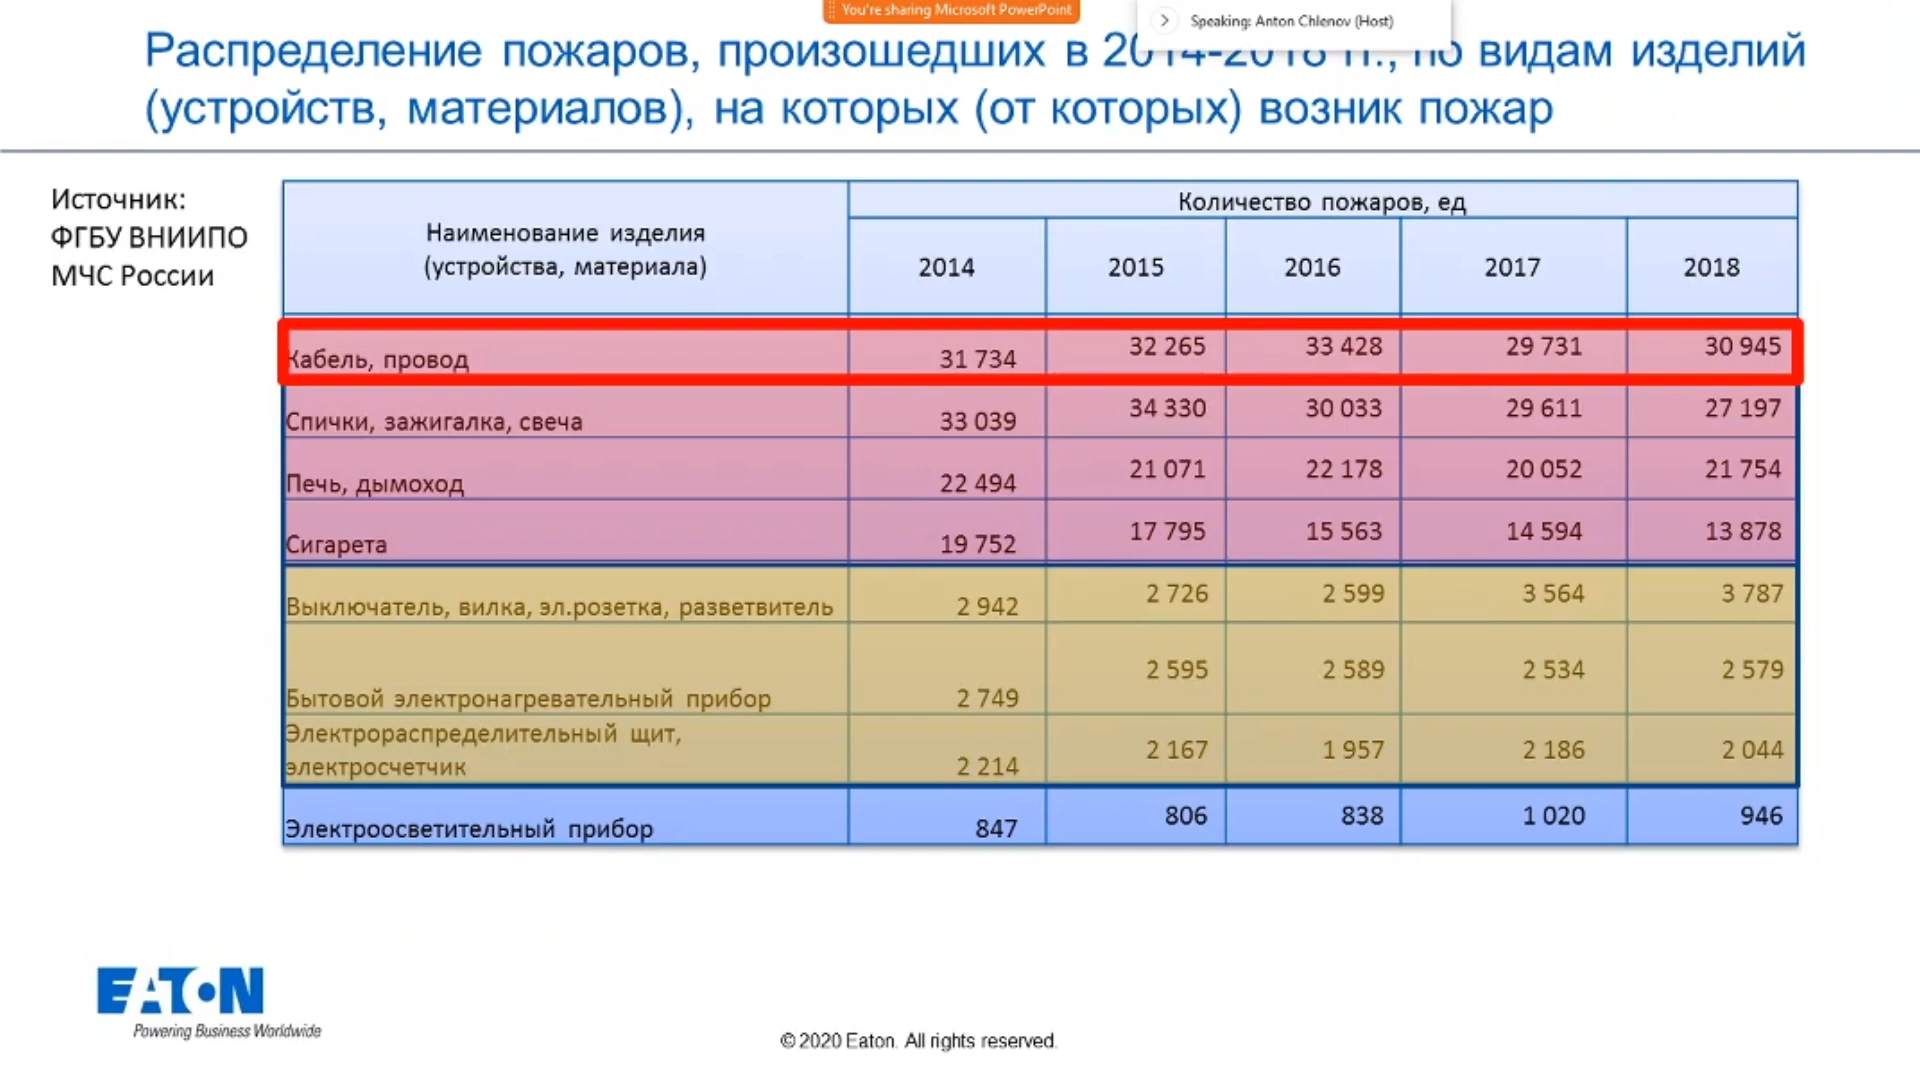 You're sharing Microsoft PowerPoint
Speaking: Anton Chlenov (Host)
Распределение пожаров, произошедших в 2014-2018 гг., по видам изделий
(устройств, материалов), на которых (от которых) возник пожар
Источник:
ФГБУ ВНИИПО
МЧС России
Наименование изделия
(устройства, материала)
Количество пожаров, ед
2014 2015 2016 2017 2018
Кабель, провод 31 734 32 265 33 428 29 731 30 945
Спички, зажигалка, свеча 33 039 34 330 30 033 29 611 27 197
Печь, дымоход 22 494 21 071 22 178 20 052 21 754
Сигарета 19 752 17 795 15 563 14 594 13 878
Выключатель, вилка, эл.розетка, разветвитель 2 942 2 726 2 599 3 564 3 787
Бытовой электронагревательный прибор 2 749 2 595 2 589 2 534 2 579
Электрораспределительный щит,
электросчетчик 2 214 2 167 1 957 2 186 2 044
Электроосветительный прибор 847 806 838 1 020 946
EATON
Powering Business Worldwide
© 2020 Eaton. All rights reserved.